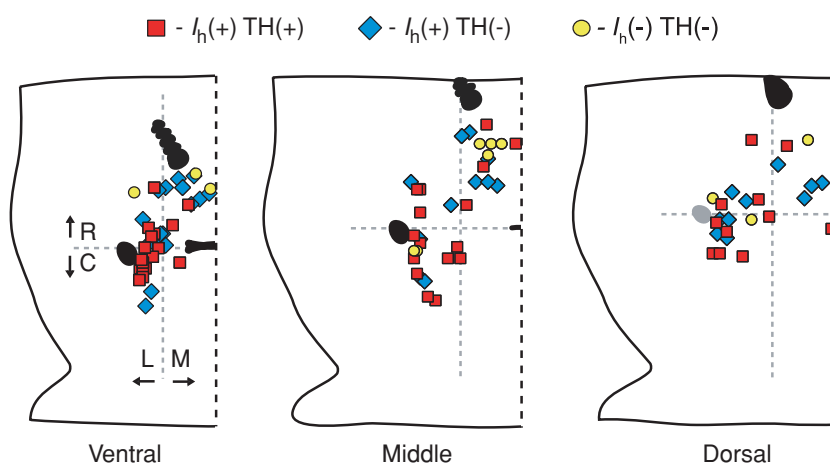 - Ih(+) TH(+) - Ih(+) TH(-) - Ih(-) TH(-)
R
C
L M
Ventral Middle Dorsal